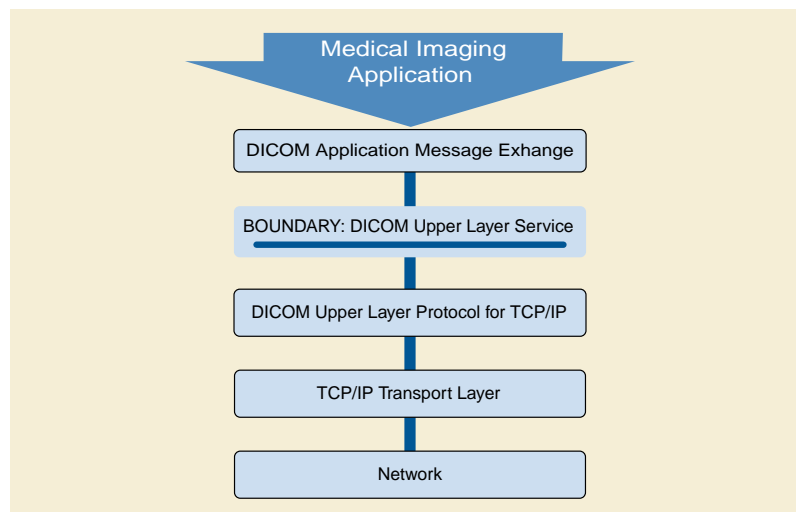 Medical Imaging
Application
DICOM Application Message Exhange
BOUNDARY: DICOM Upper Layer Service
DICOM Upper Layer Protocol for TCP/IP
TCP/IP Transport Layer
Network